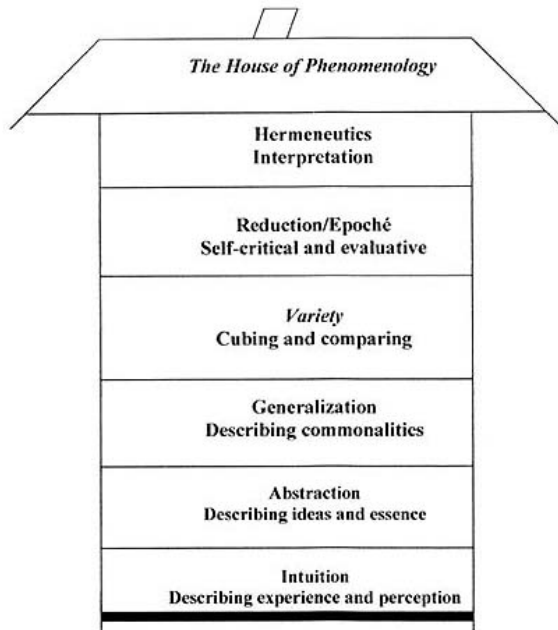 The House of Phenomenology
Hermeneutics
Interpretation
Reduction/Epoché
Self-critical and evaluative
Variety
Cubing and comparing
Generalization
Describing commonalitics
Abstraction
Describing ideas and essence
Intuition
Describing experience and perception